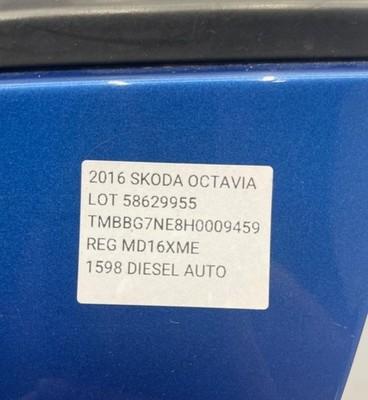 2016 SKODA OCTAVIA
LOT 58629955
TMBBG7NE8H0009459
REG MD16XME
1598 DIESEL AUTO